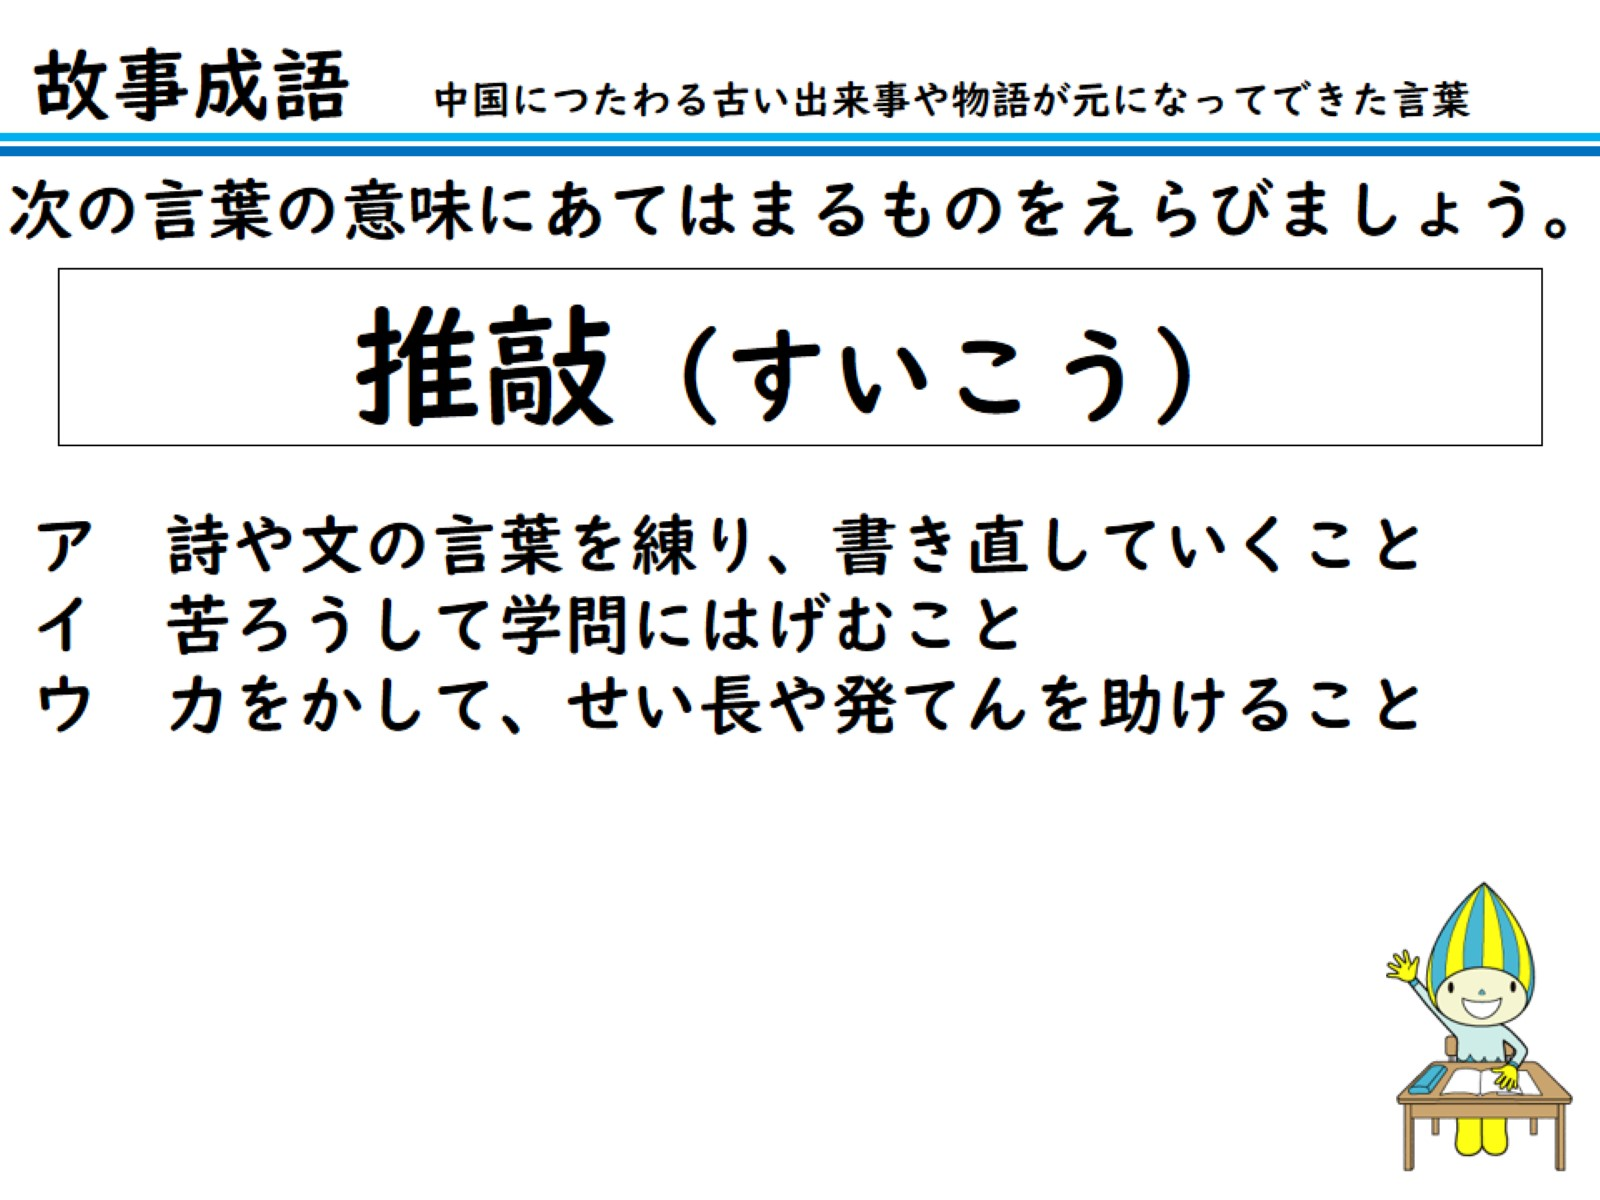 故事成語　中国につたわる古い出来事や物語が元になってできた言葉
次の言葉の意味にあてはまるものをえらびましょう。
推敲（すいこう）
ア　詩や文の言葉を練り、書き直していくこと
イ　苦ろうして学問にはげむこと
ウ　力をかして、せい長や発てんを助けること